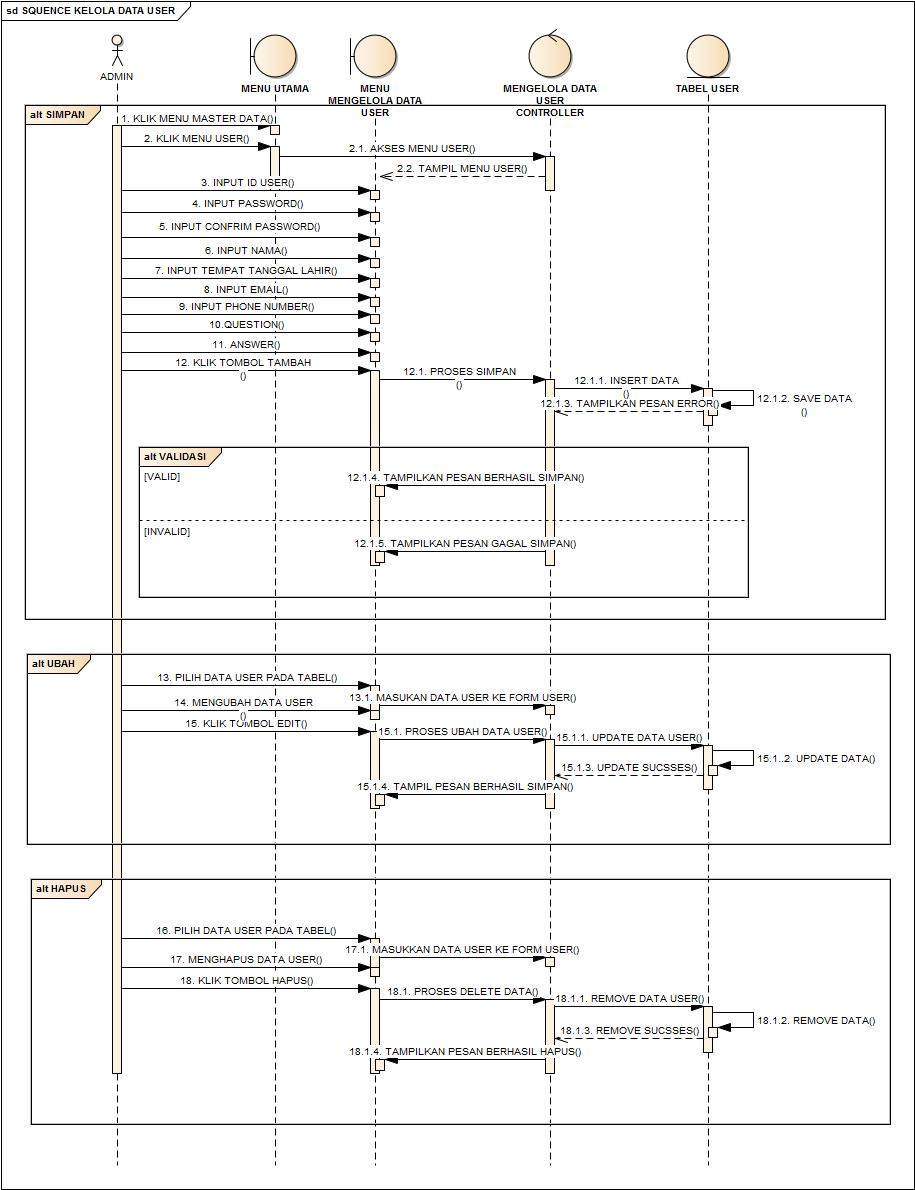 sd SQUENCE KELOLA DATA USER
ADMIN
MENU UTAMA
MENU
MENGELOLA DATA
USER
MENGELOLA DATA
USER
CONTROLLER
TABEL USER
alt SIMPAN
1. KLIK MENU MASTER DATA()
2. KLIK MENU USER()
2.1. AKSES MENU USER()
2.2. TAMPIL MENU USER()
3. INPUT ID USER()
4. INPUT PASSWORD()
5. INPUT CONFRIM PASSWORD()
6. INPUT NAMA()
7. INPUT TEMPAT TANGGAL LAHIR()
8. INPUT EMAIL()
9. INPUT PHONE NUMBER()
10.QUESTION()
11. ANSWER()
12. KLIK TOMBOL TAMBAH
()
12.1. PROSES SIMPAN
()
12.1.1. INSERT DATA
()
12.1.2. SAVE DATA
()
12.1.3. TAMPILKAN PESAN ERROR()
alt VALIDASI
[VALID]
12.1.4. TAMPILKAN PESAN BERHASIL SIMPAN()
[INVALID]
12.1.5. TAMPILKAN PESAN GAGAL SIMPAN()
alt UBAH
13. PILIH DATA USER PADA TABEL()
13.1. MASUKAN DATA USER KE FORM USER()
14. MENGUBAH DATA USER
()
15. KLIK TOMBOL EDIT()
15.1. PROSES UBAH DATA USER()
15.1.1. UPDATE DATA USER()
15.1..2. UPDATE DATA()
15.1.3. UPDATE SUCSSES()
15.1.4. TAMPIL PESAN BERHASIL SIMPAN()
alt HAPUS
16. PILIH DATA USER PADA TABEL()
17.1. MASUKKAN DATA USER KE FORM USER()
17. MENGHAPUS DATA USER()
18. KLIK TOMBOL HAPUS()
18.1. PROSES DELETE DATA()
18.1.1. REMOVE DATA USER()
18.1.2. REMOVE DATA()
18.1.3. REMOVE SUCSSES()
18.1.4. TAMPILKAN PESAN BERHASIL HAPUS()